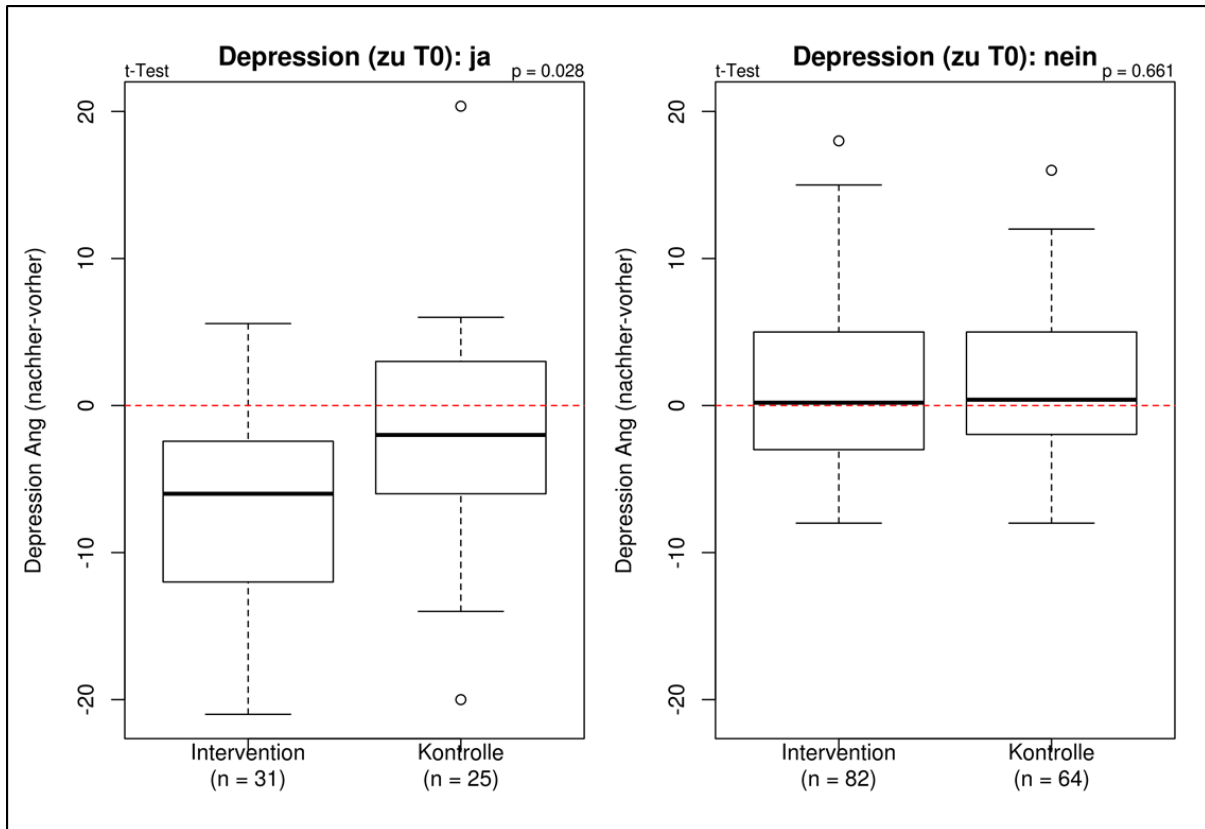 Depression (zu T0): ja
t-Test
p = 0.028
Depression Ang (nachher-vorher)
20
10
0
-10
-20
Intervention
(n = 31)
Kontrolle
(n = 25)
Depression (zu T0): nein
t-Test
p = 0.661
Depression Ang (nachher-vorher)
20
10
0
-10
-20
Intervention
(n = 82)
Kontrolle
(n = 64)